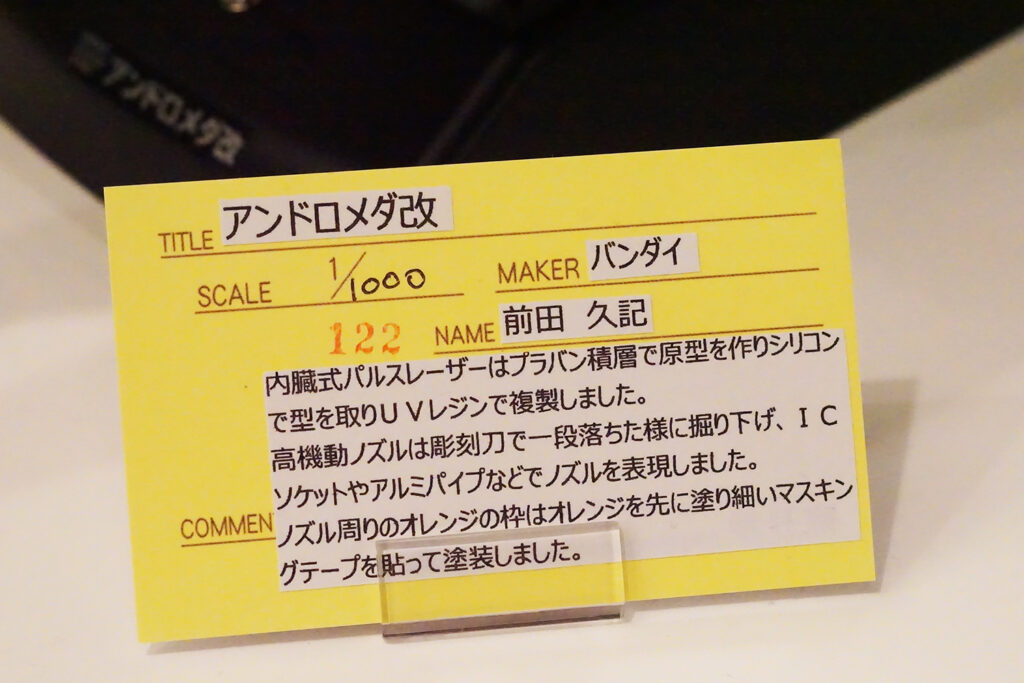 アンドロメダ改
TITLE アンドロメダ改
SCALE 1/1000 MAKER バンダイ
122 NAME 前田 久記
内臓式パルスレーザーはプラバン積層で原型を作りシリコン
で型を取りUVレジンで複製しました。
高機動ノズルは彫刻刀で一段落ちた様に掘り下げ、IC
ソケットやアルミパイプなどでノズルを表現しました。
COMMEN ノズル周りのオレンジの枠はオレンジを先に塗り細いマスキン
グテープを貼って塗装しました。